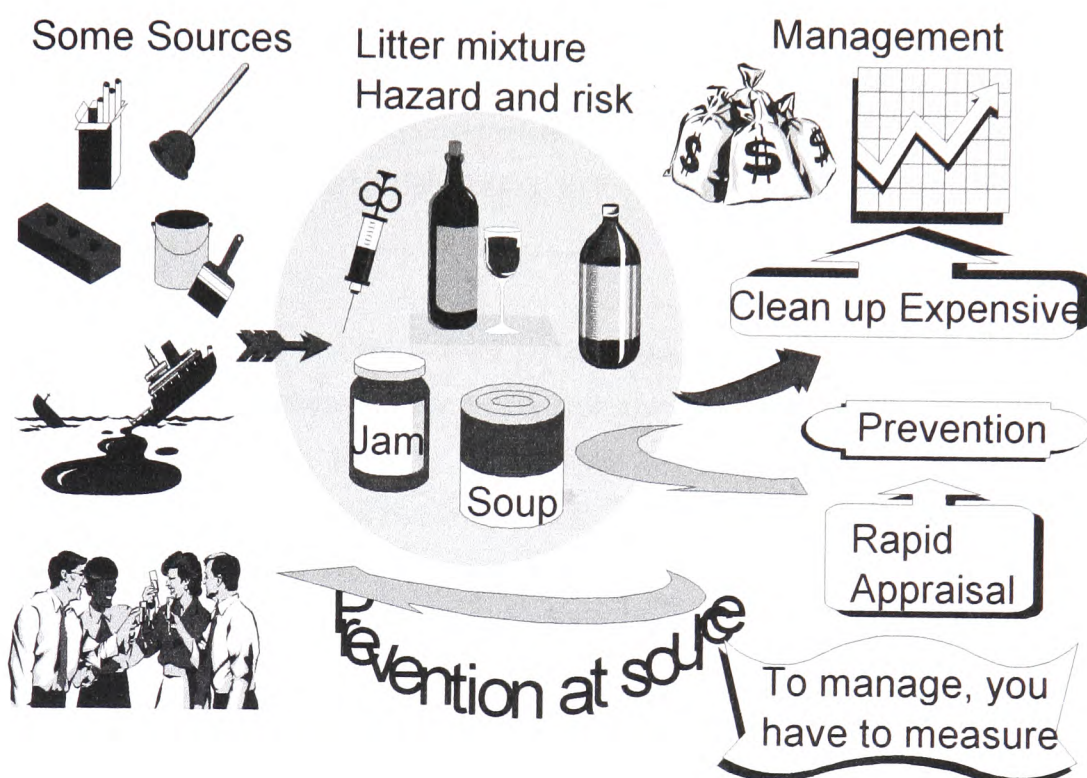 Some Sources
Litter mixture
Hazard and risk
Management
$
$
$
Clean up Expensive
Jam
Soup
Prevention
Rapid
Appraisal
Prevention at source
To manage, you
have to measure